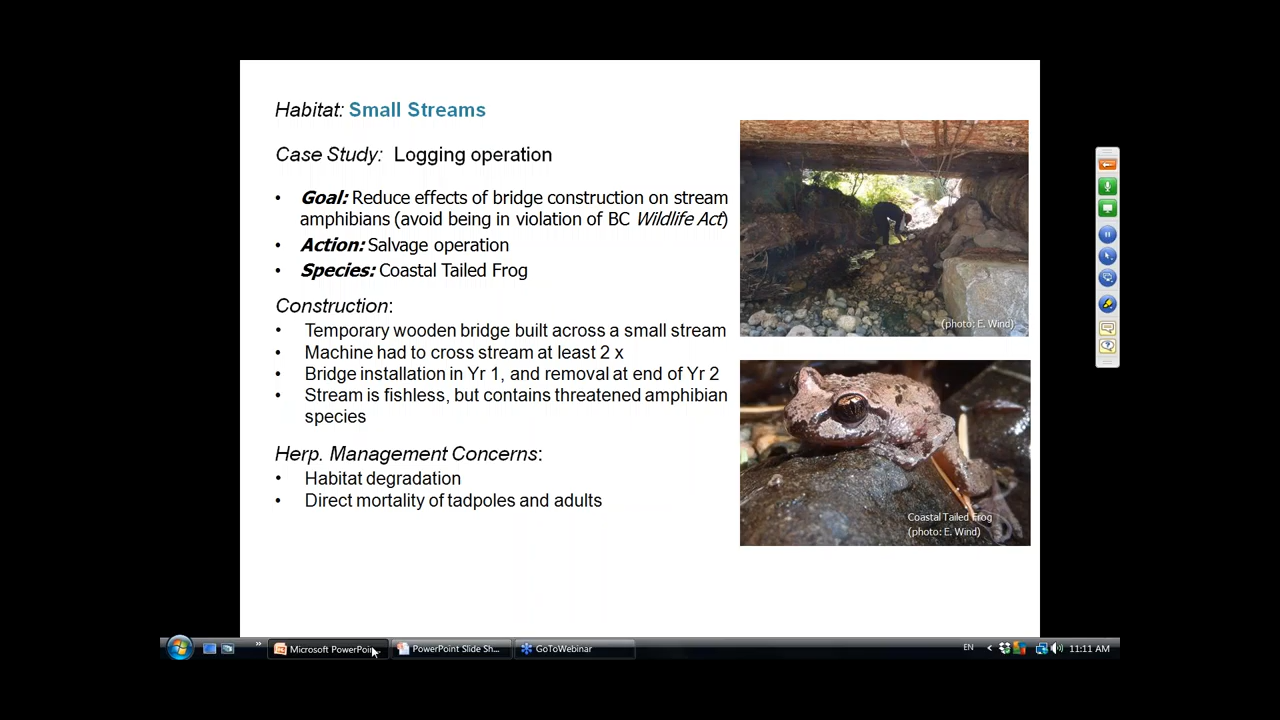 Habitat: Small Streams
Case Study: Logging operation
• Goal: Reduce effects of bridge construction on stream
amphibians (avoid being in violation of BC Wildlife Act)
• Action: Salvage operation
• Species: Coastal Tailed Frog
Construction:
• Temporary wooden bridge built across a small stream
• Machine had to cross stream at least 2 x
• Bridge installation in Yr 1, and removal at end of Yr 2
• Stream is fishless, but contains threatened amphibian
species
Herp. Management Concerns:
• Habitat degradation
• Direct mortality of tadpoles and adults
(photo: E. Wind)
Coastal Tailed Frog
(photo: E. Wind)
»
Microsoft PowerPoin...
PowerPoint Slide Sh...
GoToWebinar
EN
<
11:11 AM